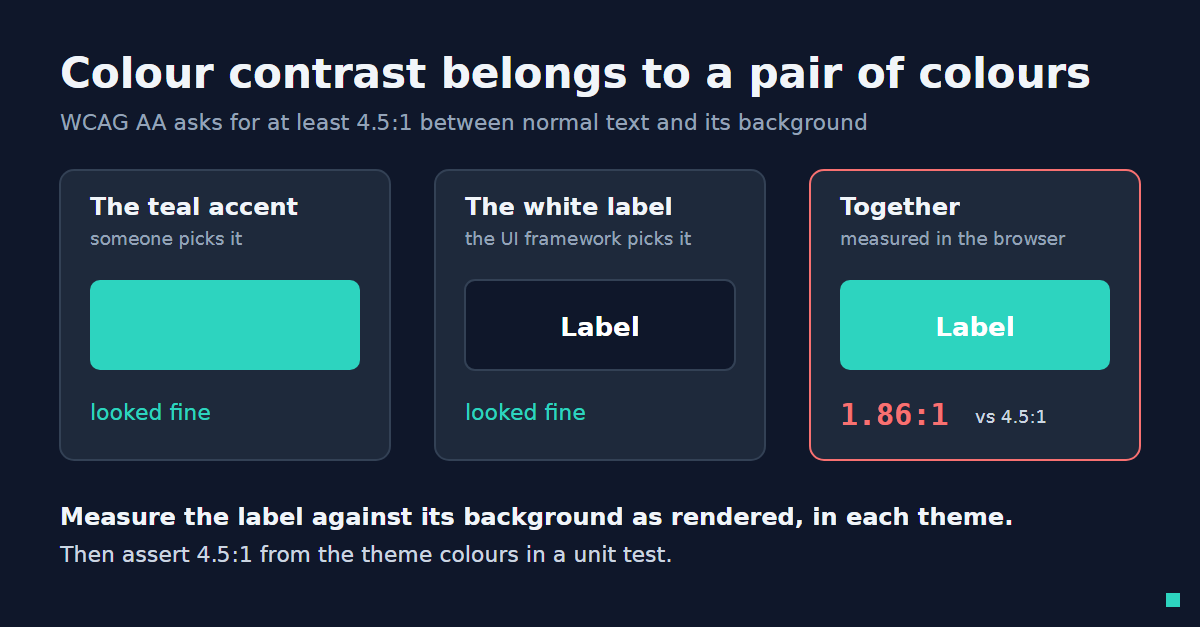 Colour contrast belongs to a pair of colours
WCAG AA asks for at least 4.5:1 between normal text and its background
The teal accent
someone picks it
looked fine
The white label
the UI framework picks it
Label
looked fine
Together
measured in the browser
Label
1.86:1 vs 4.5:1
Measure the label against its background as rendered, in each theme.
Then assert 4.5:1 from the theme colours in a unit test.